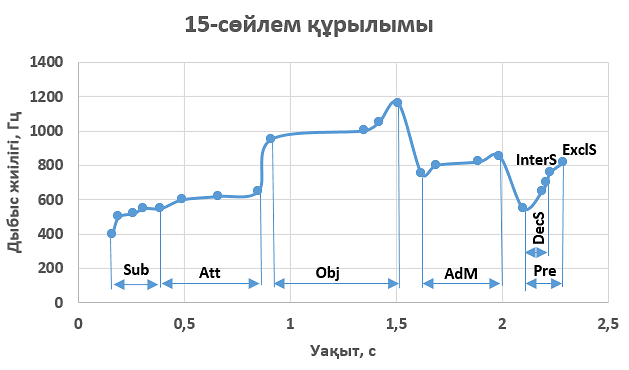 15-сөйлем құрылымы
Дыбыс жиілігі, Гц
1400
1200
1000
800
600
400
200
0
InterS
ExclS
DecS
Sub
Att
Obj
AdM
Pre
0
0,5
1
1,5
2
2,5
Уақыт, с